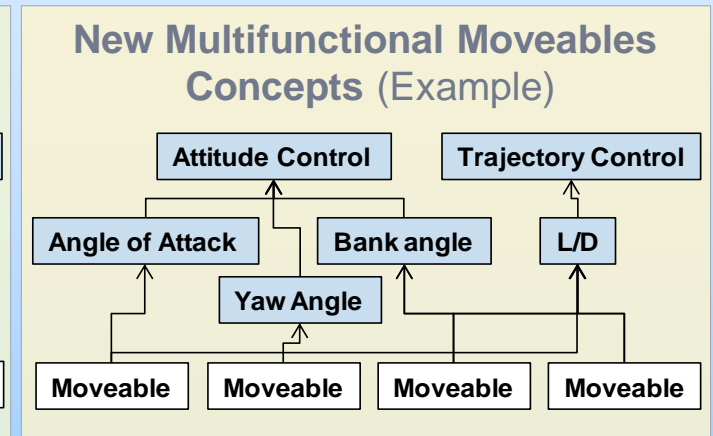 New Multifunctional Moveables
Concepts (Example)
Attitude Control
Trajectory Control
Angle of Attack
Bank angle
L/D
Yaw Angle
Moveable
Moveable
Moveable
Moveable